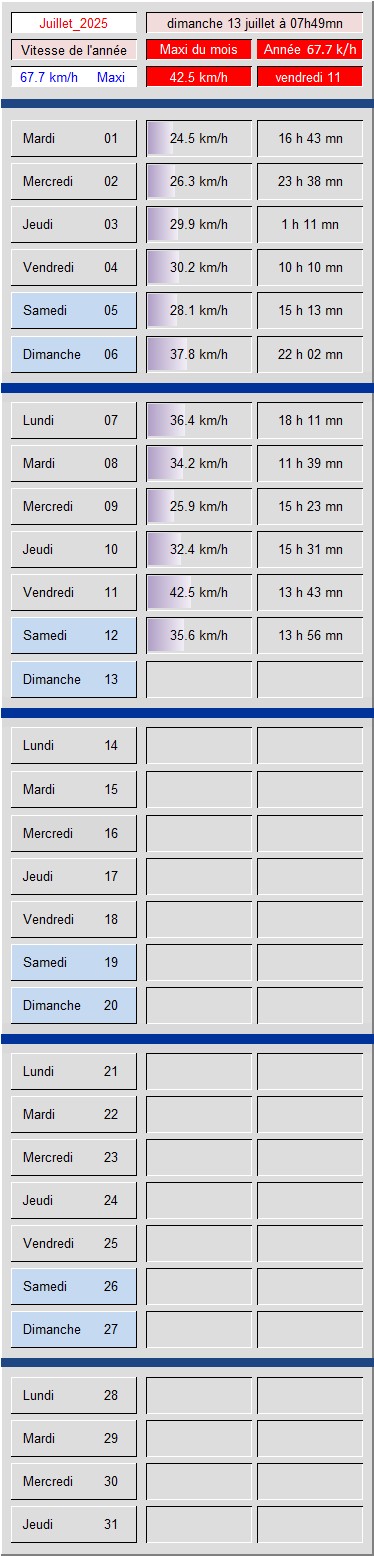 Juillet_2025 dimanche 13 juillet à 07h49mn
Vitesse de l'année Maxi du mois Année 67.7 k/h
67.7 km/h Maxi 42.5 km/h vendredi 11
Mardi 01 24.5 km/h 16 h 43 mn
Mercredi 02 26.3 km/h 23 h 38 mn
Jeudi 03 29.9 km/h 1 h 11 mn
Vendredi 04 30.2 km/h 10 h 10 mn
Samedi 05 28.1 km/h 15 h 13 mn
Dimanche 06 37.8 km/h 22 h 02 mn
Lundi 07 36.4 km/h 18 h 11 mn
Mardi 08 34.2 km/h 11 h 39 mn
Mercredi 09 25.9 km/h 15 h 23 mn
Jeudi 10 32.4 km/h 15 h 31 mn
Vendredi 11 42.5 km/h 13 h 43 mn
Samedi 12 35.6 km/h 13 h 56 mn
Dimanche 13
Lundi 14
Mardi 15
Mercredi 16
Jeudi 17
Vendredi 18
Samedi 19
Dimanche 20
Lundi 21
Mardi 22
Mercredi 23
Jeudi 24
Vendredi 25
Samedi 26
Dimanche 27
Lundi 28
Mardi 29
Mercredi 30
Jeudi 31